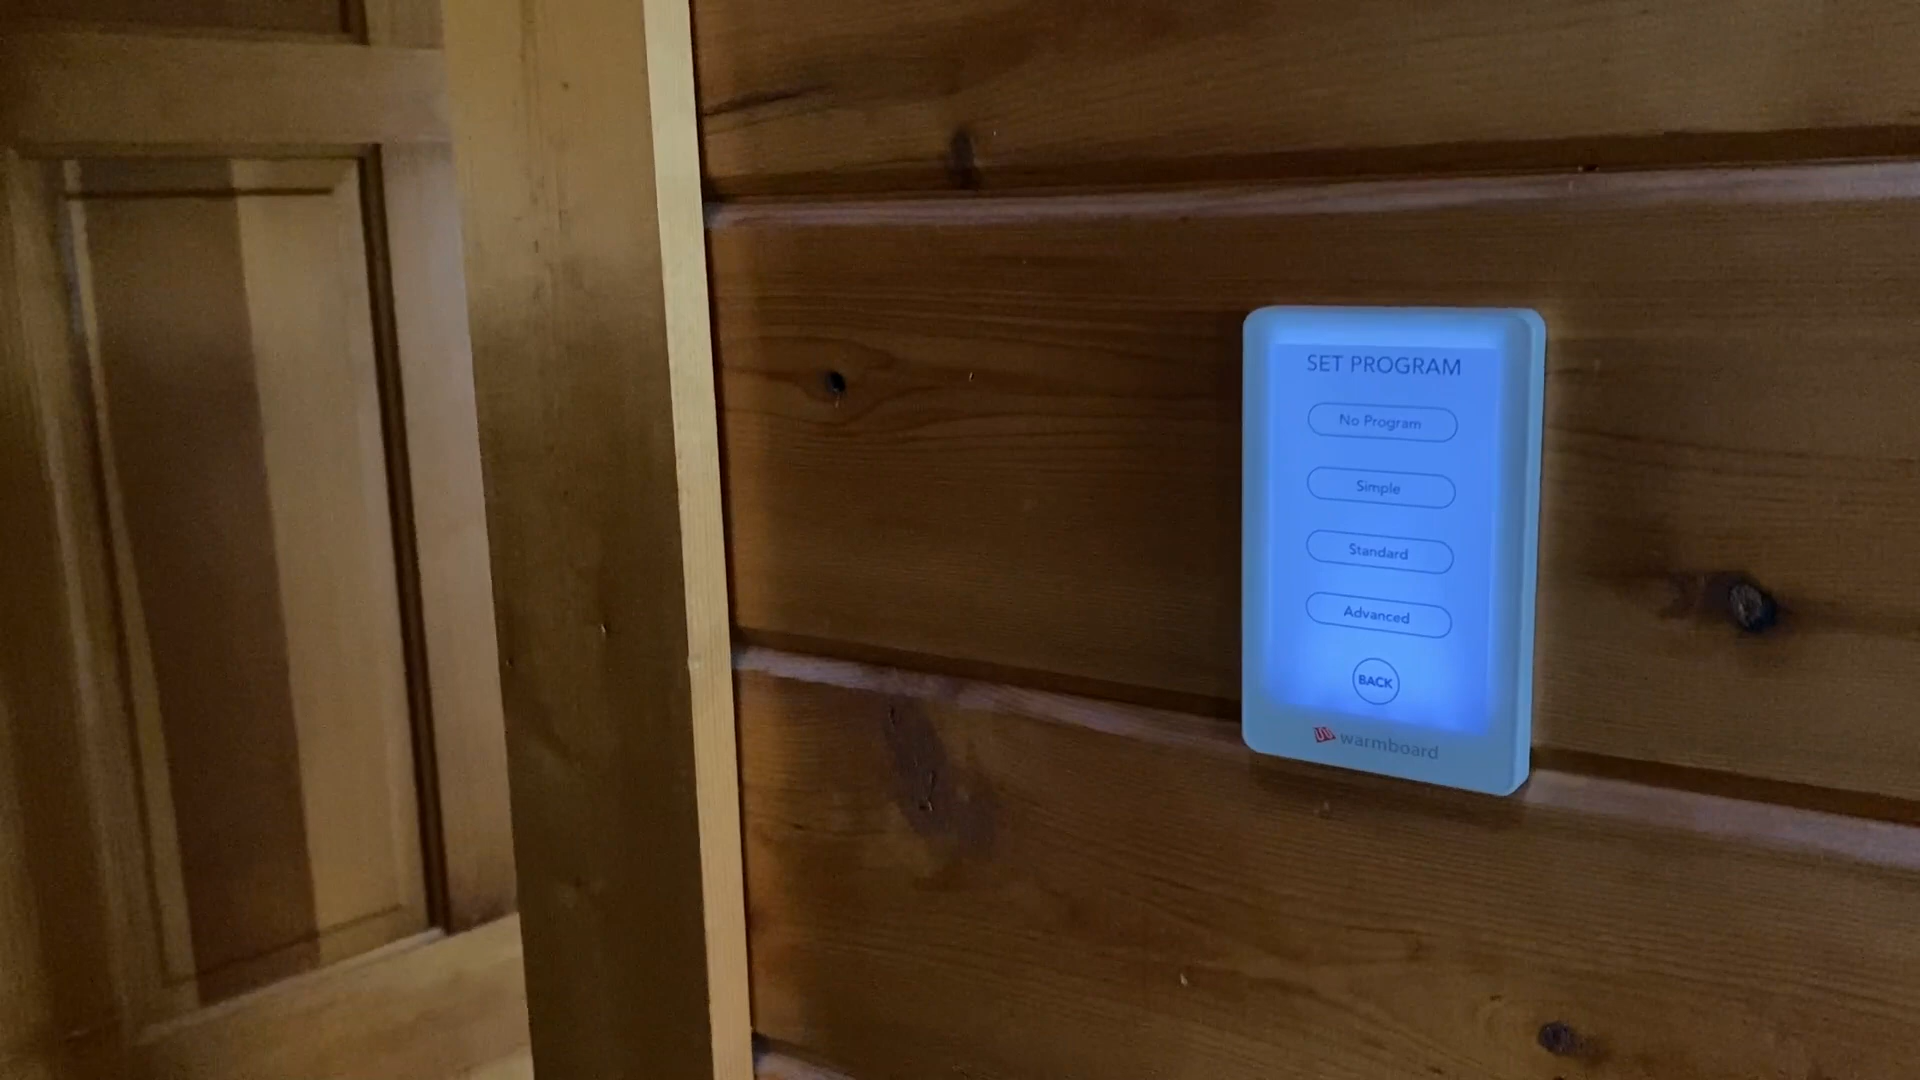 SET PROGRAM
No Program
Simple
Standard
Advanced
BACK
warmboard